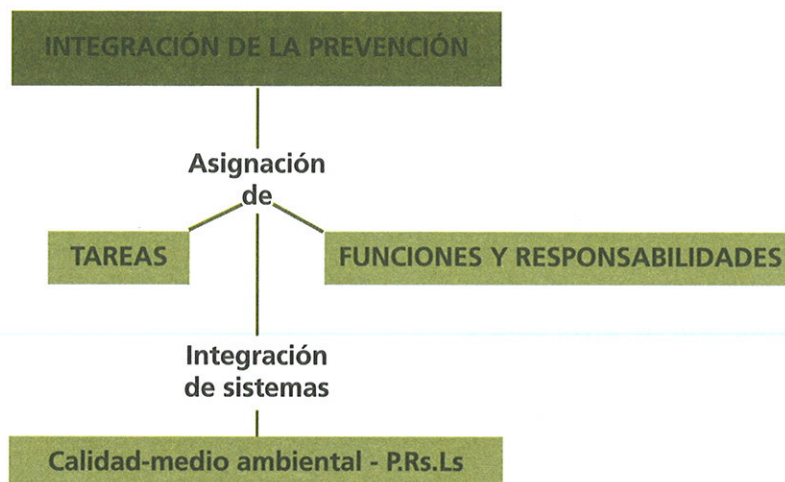 INTEGRACIÓN DE LA PREVENCIÓN
Asignación
de
TAREAS
FUNCIONES Y RESPONSABILIDADES
Integración
de sistemas
Calidad-medio ambiental - P.Rs.Ls